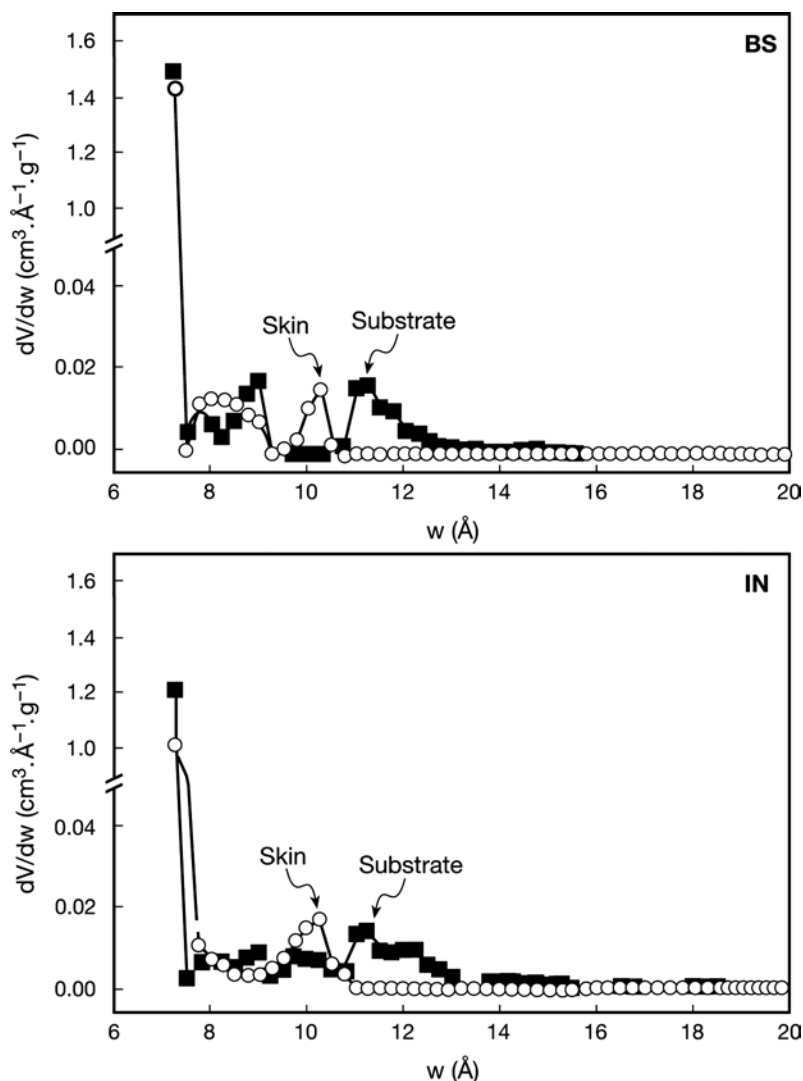 BS
1.6
1.4
1.2
1.0
0.04
0.02
0.00
dV/dw (cm³.Å⁻¹.g⁻¹)
Skin
Substrate
6 8 10 12 14 16 18 20
w (Å)
IN
1.6
1.4
1.2
1.0
0.04
0.02
0.00
dV/dw (cm³.Å⁻¹.g⁻¹)
Skin
Substrate
6 8 10 12 14 16 18 20
w (Å)